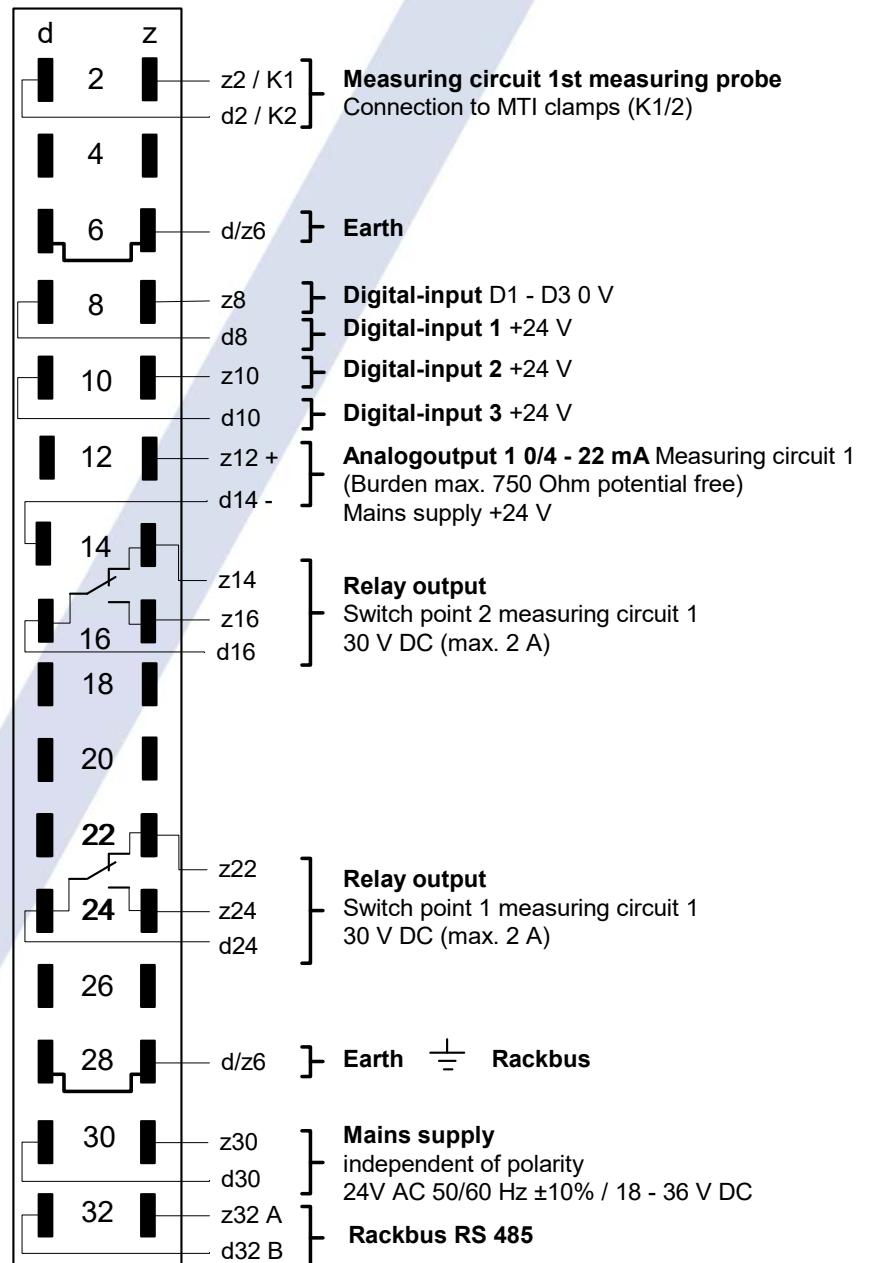 d z
2 z2 / K1 Measuring circuit 1st measuring probe
d2 / K2 Connection to MTI clamps (K1/2)
4
6 d/z6 Earth
8 z8 Digital-input D1 - D3 0 V
d8 Digital-input 1 +24 V
10 z10 Digital-input 2 +24 V
d10 Digital-input 3 +24 V
12 z12 + Analogoutput 1 0/4 - 22 mA Measuring circuit 1
(Burden max. 750 Ohm potential free)
d14 - Mains supply +24 V
14
z14 Relay output
z16 Switch point 2 measuring circuit 1
16 d16 30 V DC (max. 2 A)
18
20
22
z22 Relay output
24 z24 Switch point 1 measuring circuit 1
d24 30 V DC (max. 2 A)
26
28 d/z6 Earth Rackbus
30 z30 Mains supply
independent of polarity
d30 24V AC 50/60 Hz ±10% / 18 - 36 V DC
32 z32 A Rackbus RS 485
d32 B